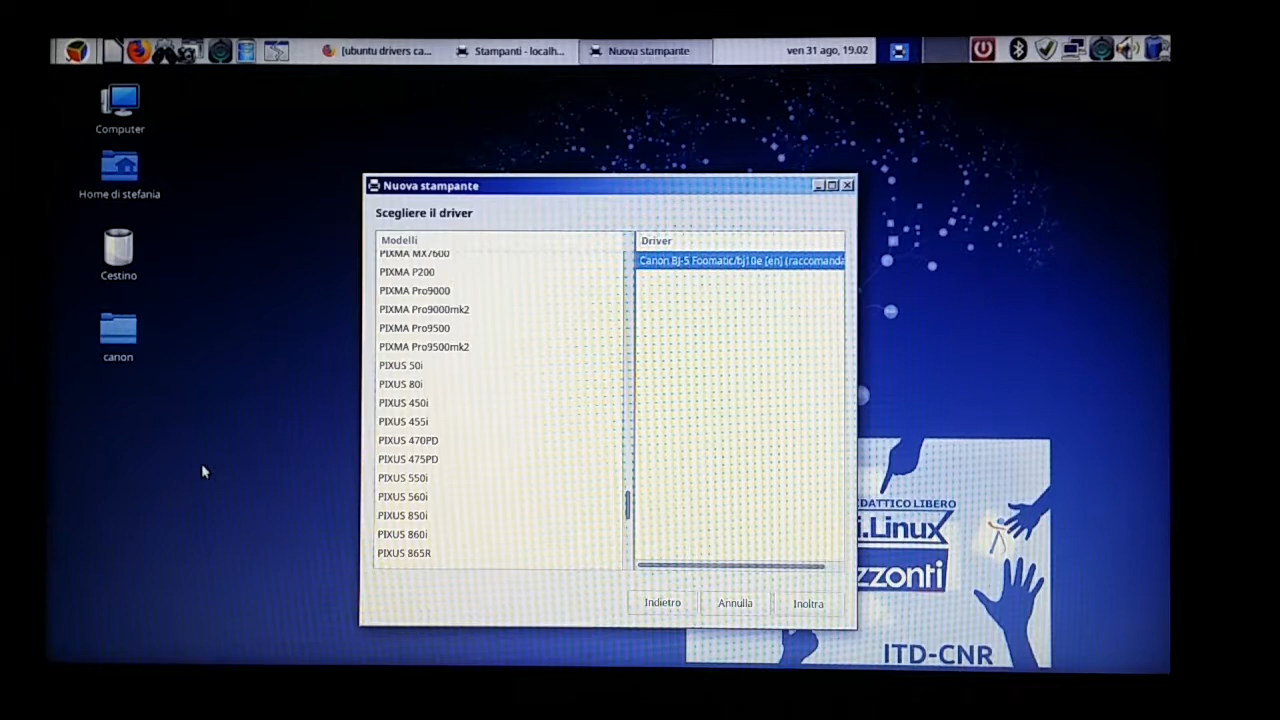 [ubuntu drivers ca...
Stampanti - localh...
Nuova stampante
ven 31 ago, 19.02
Computer
Home di stefania
Cestino
canon
Nuova stampante
Scegliere il driver
Modelli
PIXMA MX7600
PIXMA P200
PIXMA Pro9000
PIXMA Pro9000mk2
PIXMA Pro9500
PIXMA Pro9500mk2
PIXUS 50i
PIXUS 80i
PIXUS 450i
PIXUS 455i
PIXUS 470PD
PIXUS 475PD
PIXUS 550i
PIXUS 560i
PIXUS 850i
PIXUS 860i
PIXUS 865R
Driver
Canon BJ-5 Foomatic/bj10e [en] (raccomanda
Indietro
Annulla
Inoltra
DATTICO LIBERO
i.Linux
zzonti
ITD-CNR